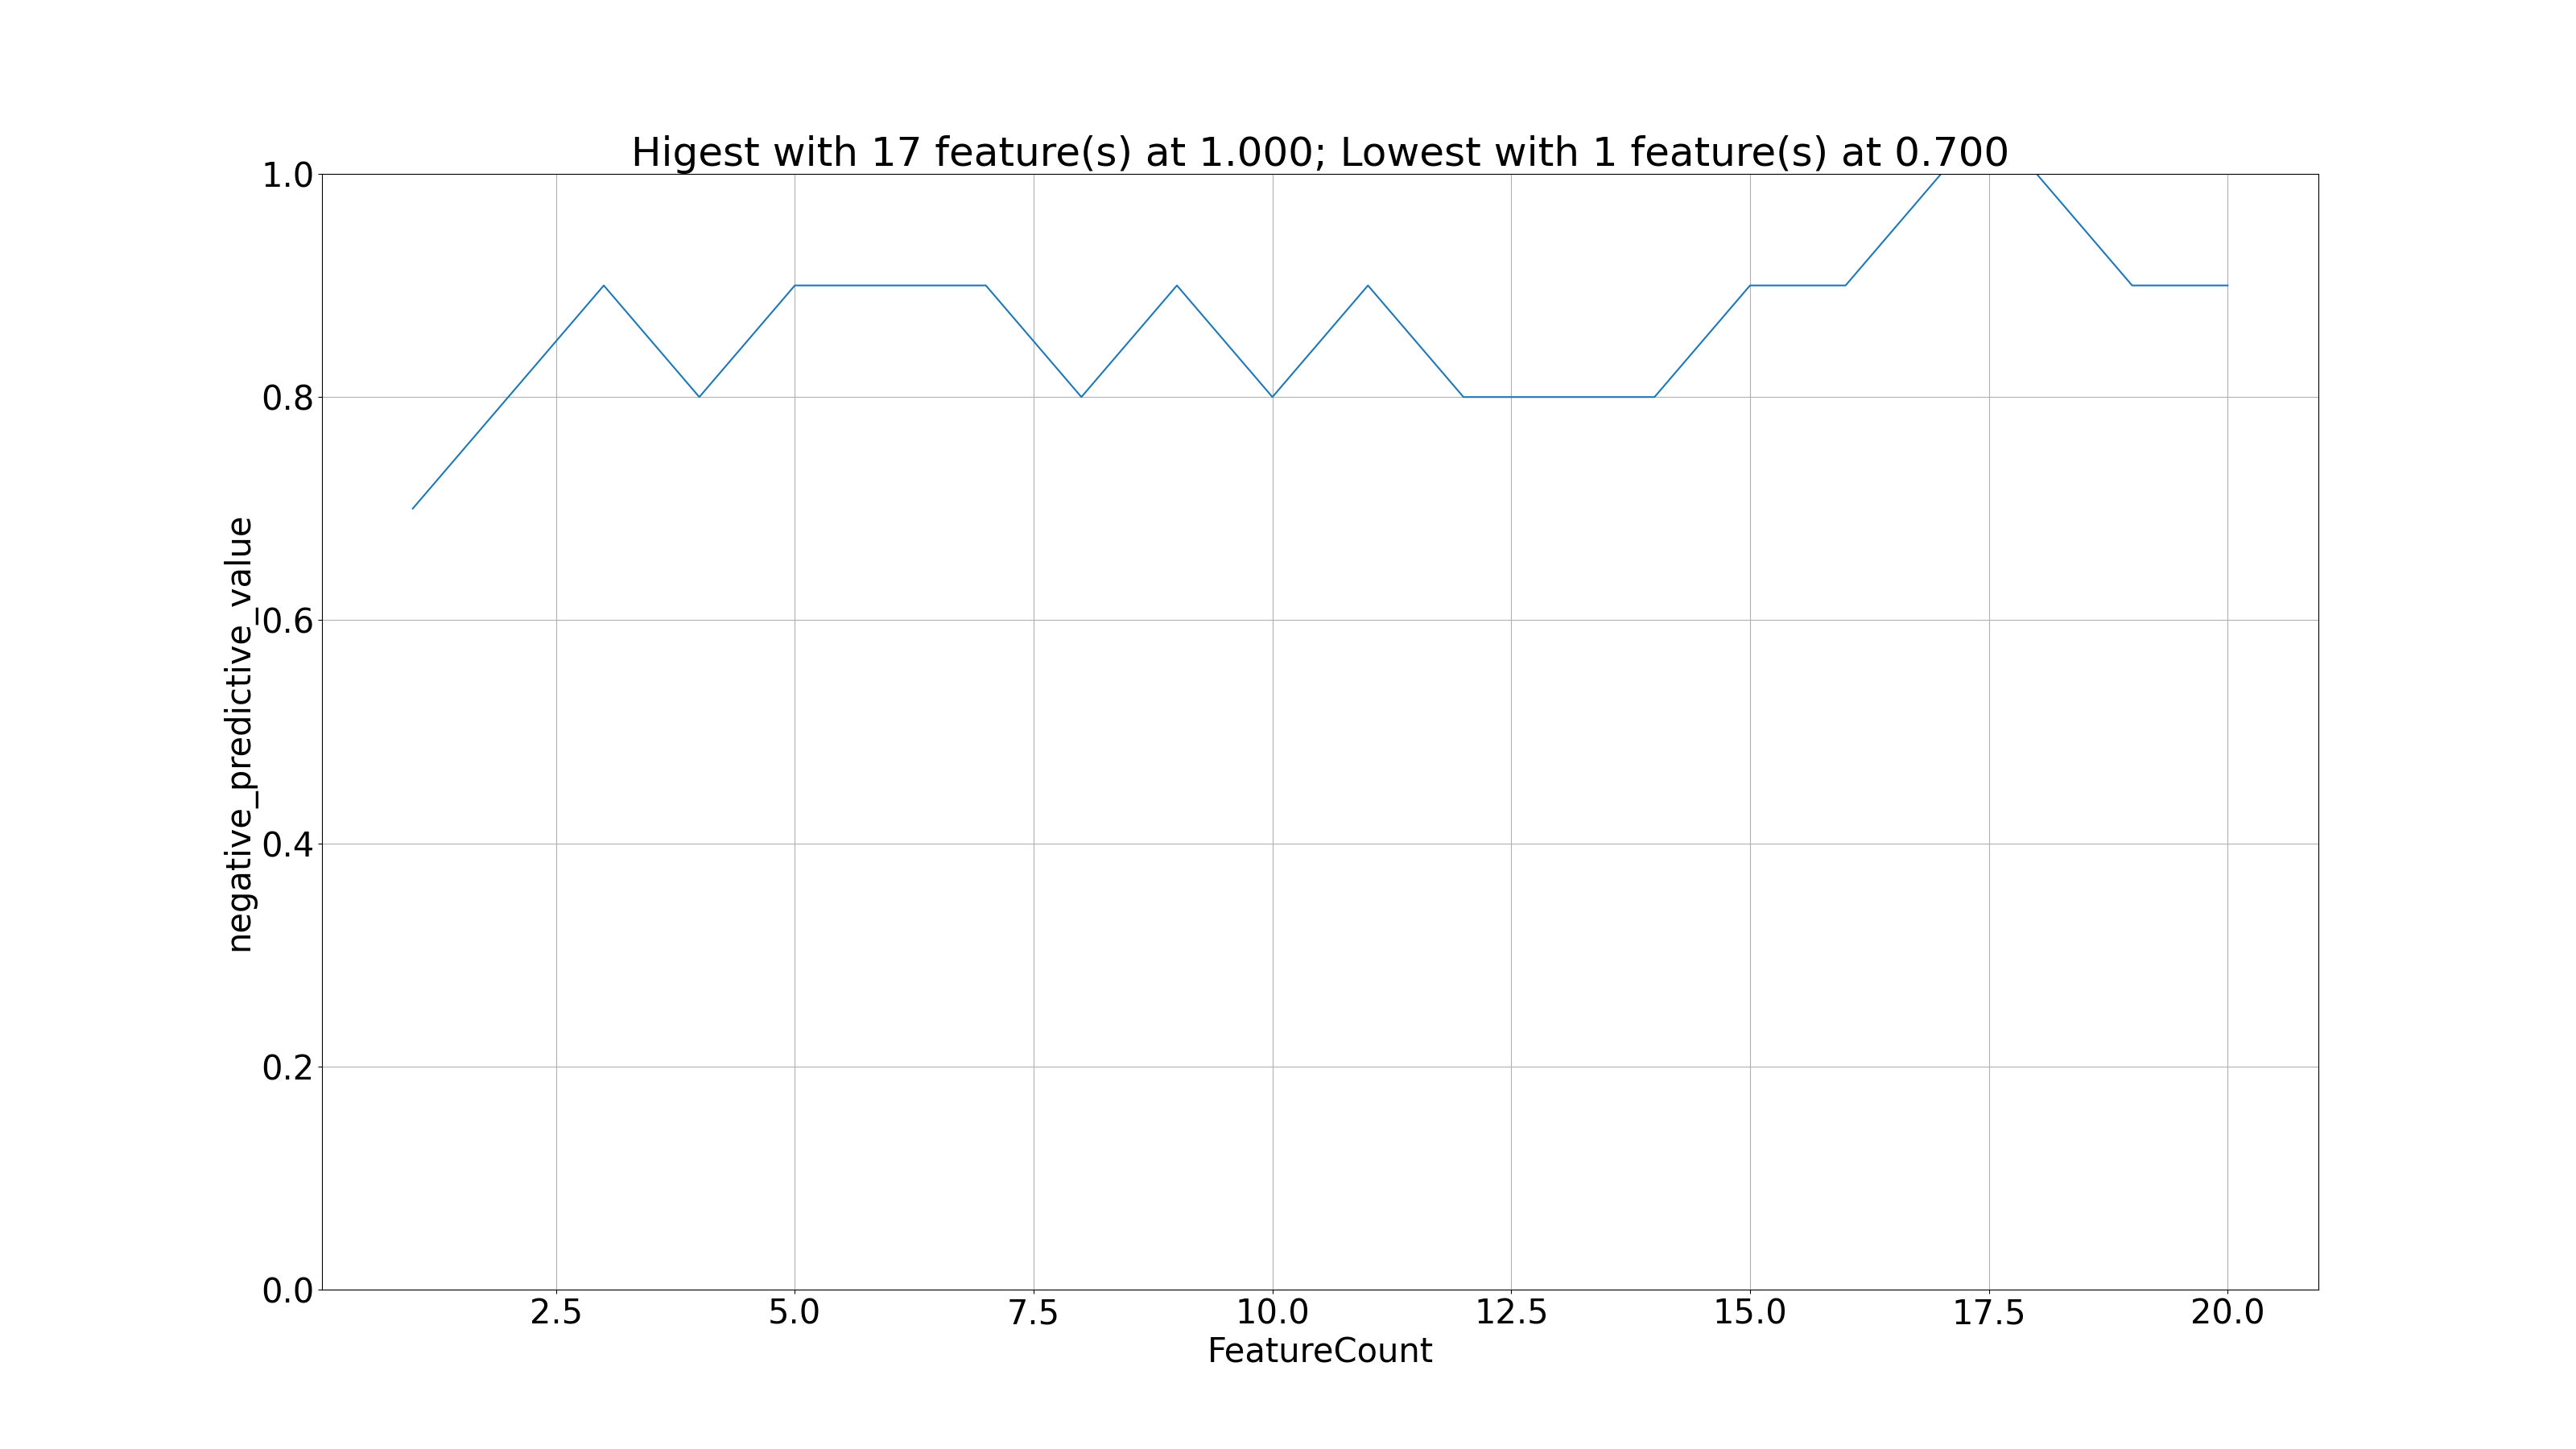 Higest with 17 feature(s) at 1.000; Lowest with 1 feature(s) at 0.700
1.0
0.8
0.6
0.4
0.2
0.0
negative_predictive_value
2.5 5.0 7.5 10.0 12.5 15.0 17.5 20.0
FeatureCount